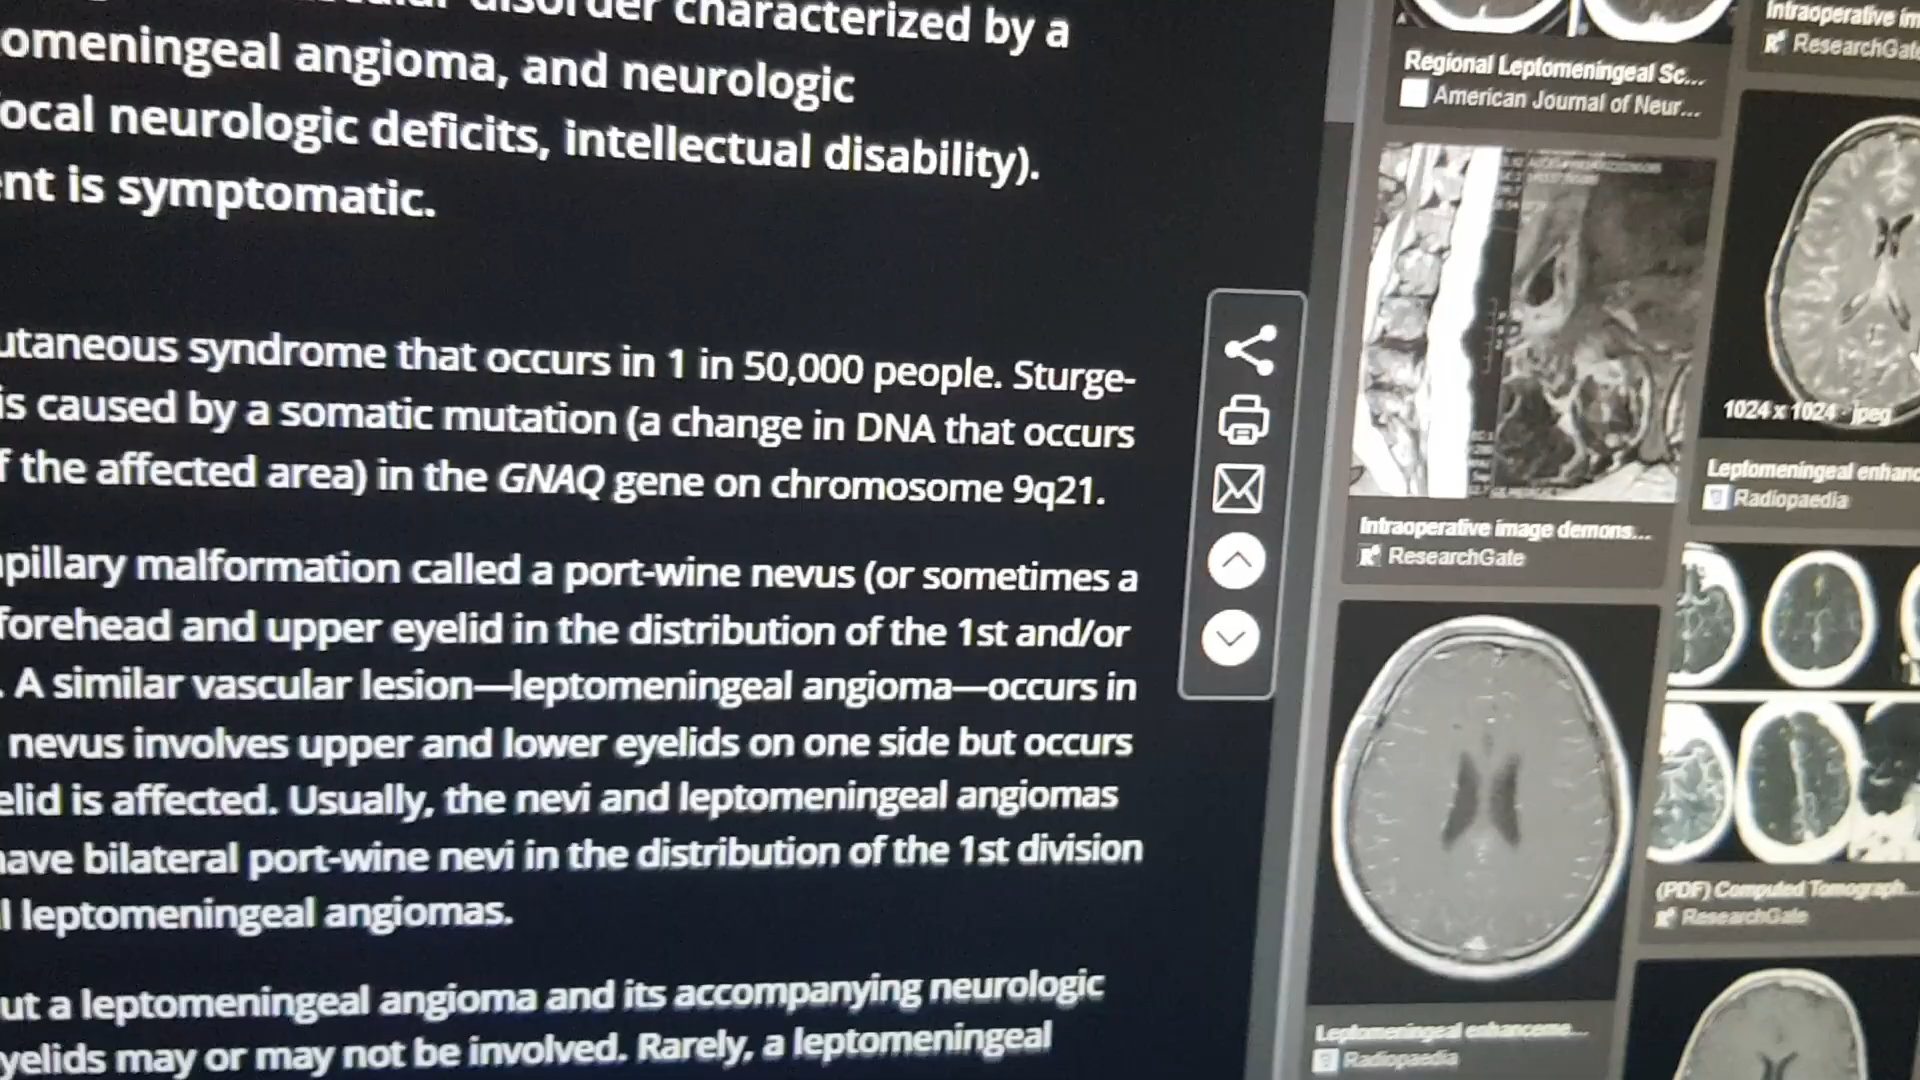 disorder characterized by a
omeningeal angioma, and neurologic
ocal neurologic deficits, intellectual disability).
nt is symptomatic.
utaneous syndrome that occurs in 1 in 50,000 people. Sturge-
is caused by a somatic mutation (a change in DNA that occurs
f the affected area) in the GNAQ gene on chromosome 9q21.
pillary malformation called a port-wine nevus (or sometimes a
forehead and upper eyelid in the distribution of the 1st and/or
. A similar vascular lesion—leptomeningeal angioma—occurs in
nevus involves upper and lower eyelids on one side but occurs
elid is affected. Usually, the nevi and leptomeningeal angiomas
have bilateral port-wine nevi in the distribution of the 1st division
l leptomeningeal angiomas.
ut a leptomeningeal angioma and its accompanying neurologic
yelids may or may not be involved. Rarely, a leptomeningeal
Regional Leptomeningeal Sc...
American Journal of Neur...
Intraoperative image demons...
ResearchGate
Leptomeningeal enhanceme...
Radiopaedia
Intraoperative im
ResearchGate
1024 x 1024 · jpeg
Leptomeningeal enhanc
Radiopaedia
(PDF) Computed Tomograph...
ResearchGate